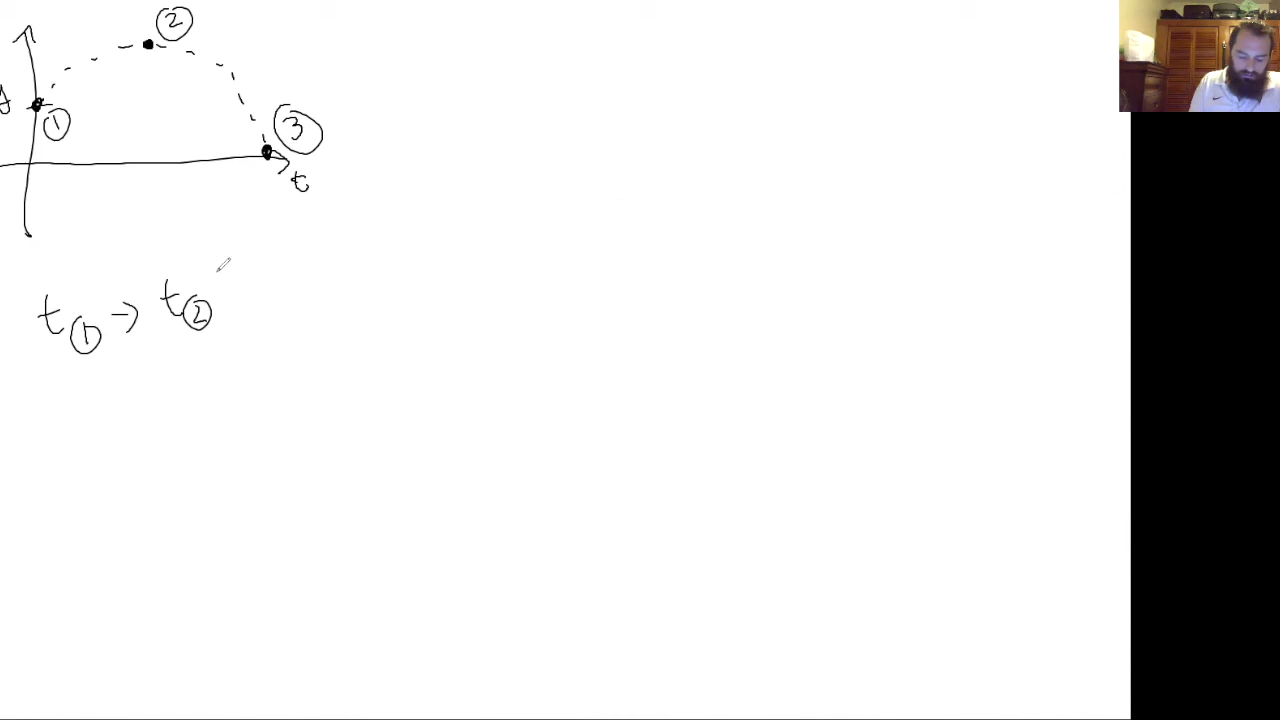 ②
①
③
t
t① → t②